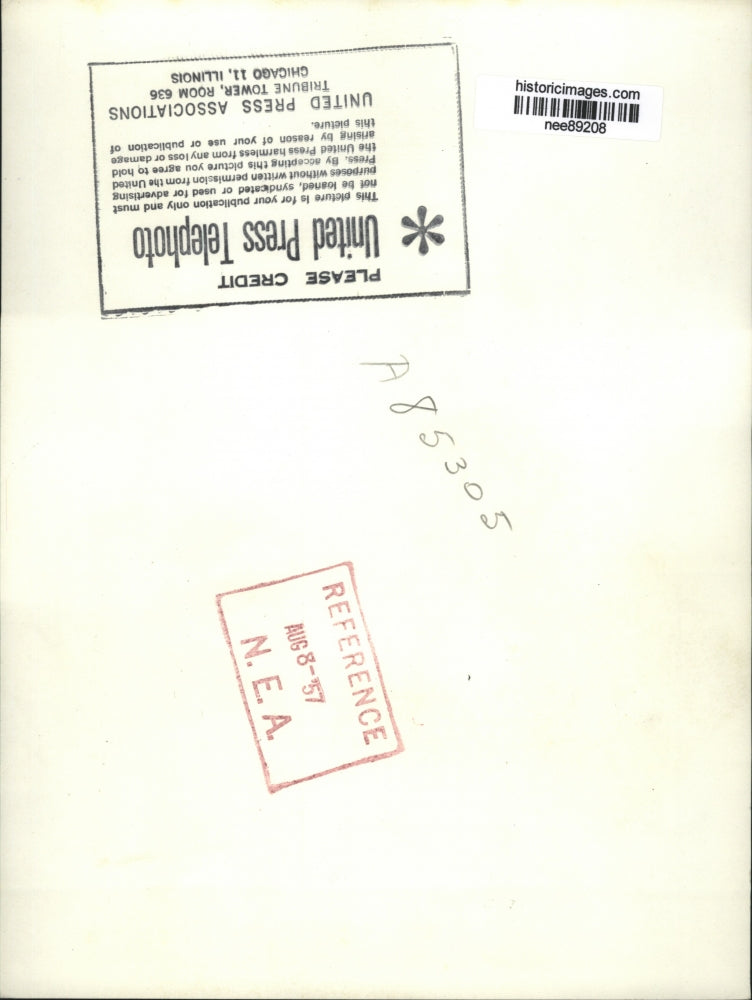 PLEASE CREDIT
United Press Telephoto
This picture is for your publication only and must
not be loaned, syndicated or used for advertising
purposes without written permission from the United
Press. By accepting this picture you agree to hold
the United Press harmless from any loss or damage
arising by reason of your use or publication of
this picture.
UNITED PRESS ASSOCIATIONS
TRIBUNE TOWER, ROOM 636
CHICAGO 11, ILLINOIS
historicimages.com
nee89208
A85305
REFERENCE
AUG 8-'57
N. E. A.